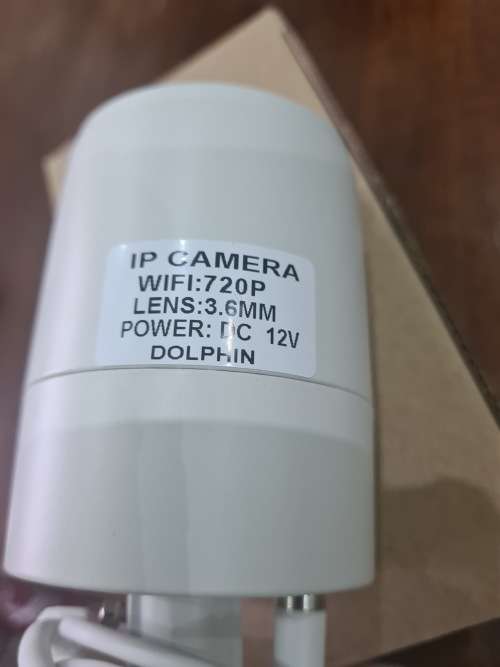 IP CAMERA
WIFI:720P
LENS:3.6MM
POWER: DC 12V
DOLPHIN